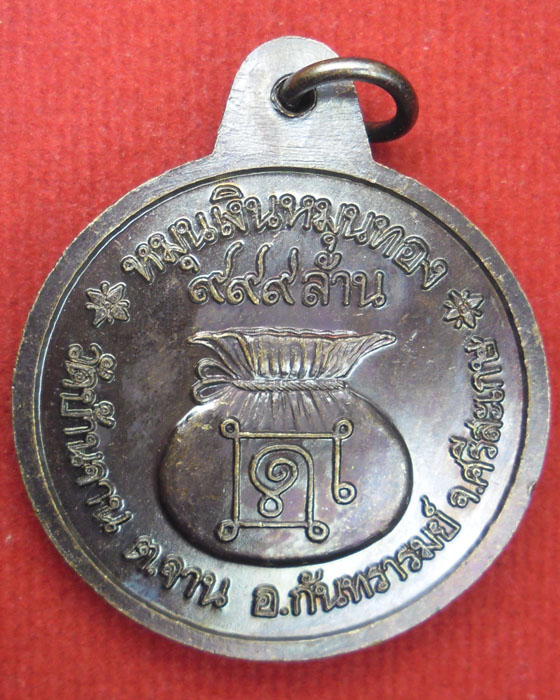 หมุนเงินหมุนทอง
๙๙๙ล้าน
วัดบ้านจาน ต.จาน อ.กันทรารมย์ จ.ศรีสะเกษ